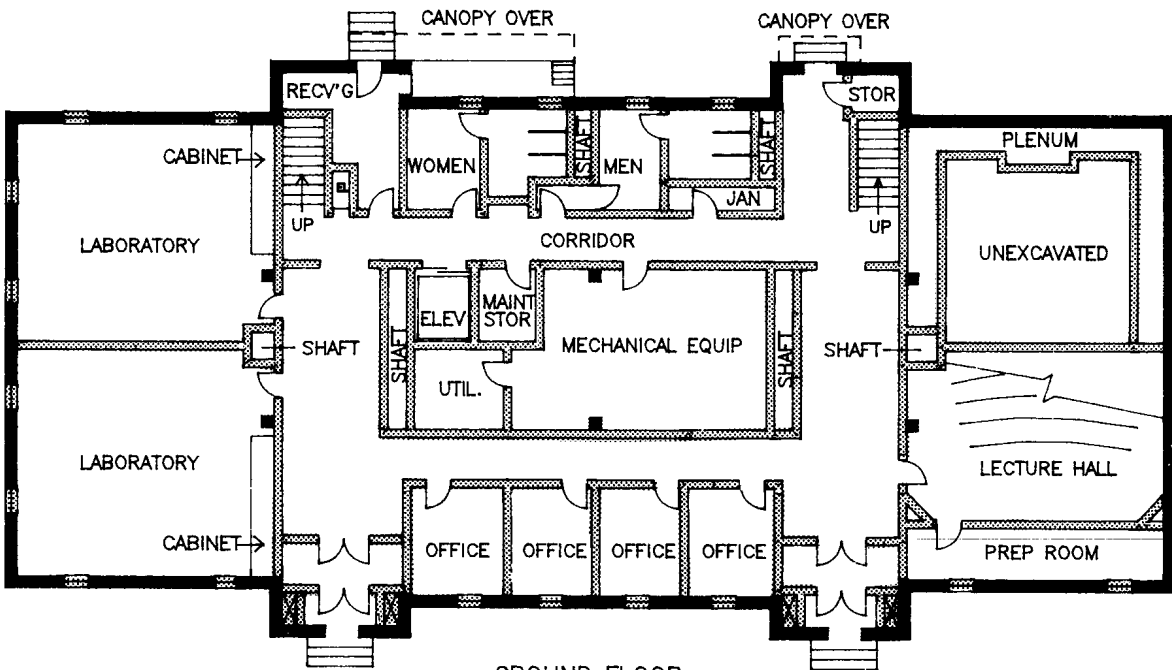 CANOPY OVER
CANOPY OVER
RECV'G
STOR
CABINET
WOMEN
SHAFT
MEN
SHAFT
PLENUM
JAN
UP
UP
LABORATORY
CORRIDOR
UNEXCAVATED
ELEV
MAINT
STOR
SHAFT
SHAFT
MECHANICAL EQUIP
SHAFT
SHAFT
UTIL.
LABORATORY
LECTURE HALL
CABINET
OFFICE
OFFICE
OFFICE
OFFICE
PREP ROOM
GROUND FLOOR